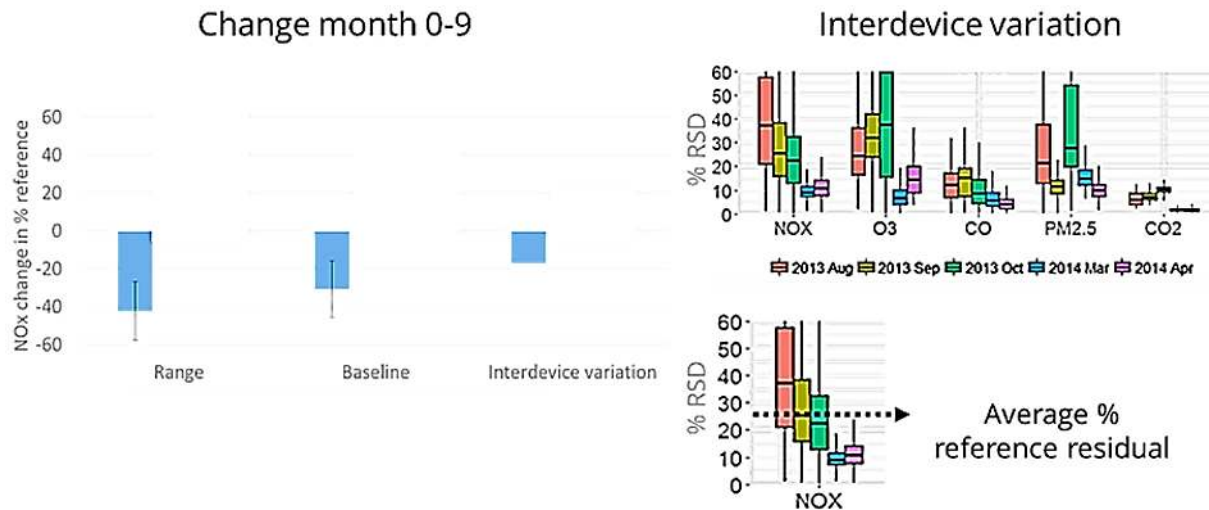 Change month 0-9
NOx change in % reference
60
40
20
0
-20
-40
-60
Range
Baseline
Interdevice variation
Interdevice variation
% RSD
60
50
40
30
20
10
0
NOX
O3
CO
PM2.5
CO2
2013 Aug
2013 Sep
2013 Oct
2014 Mar
2014 Apr
% RSD
60
50
40
30
20
10
0
NOX
Average %
reference residual